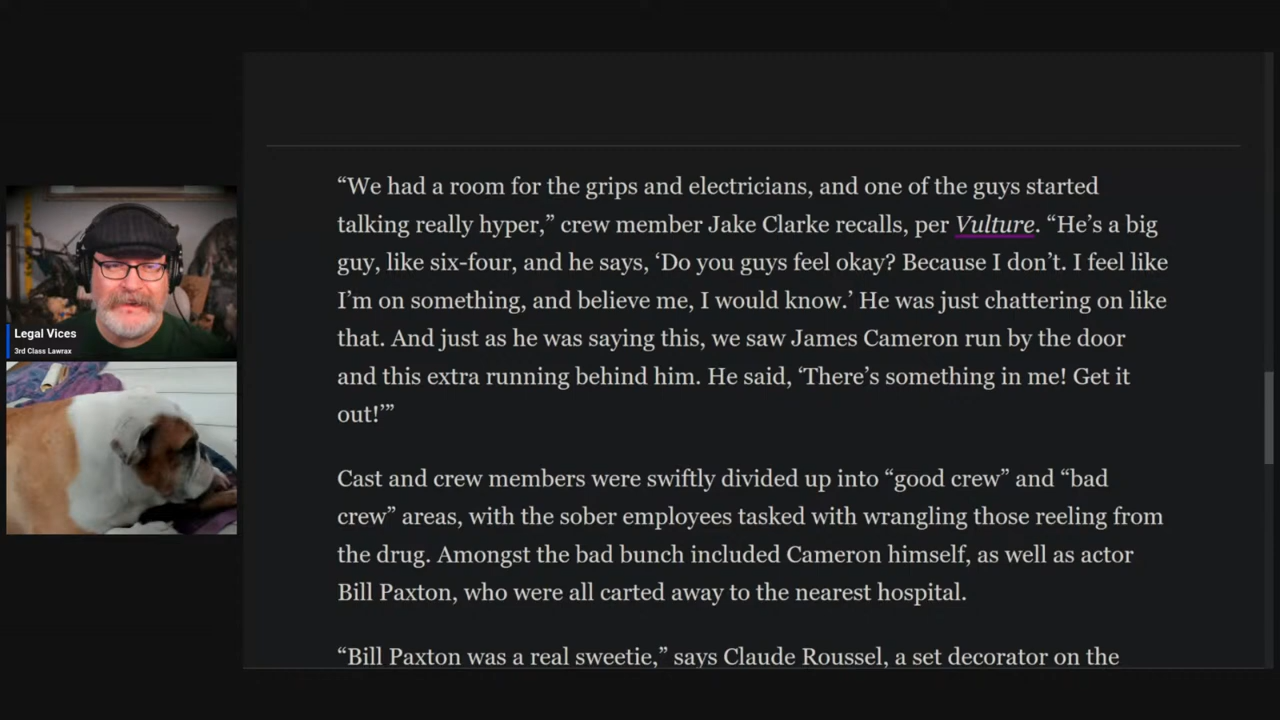 “We had a room for the grips and electricians, and one of the guys started
talking really hyper,” crew member Jake Clarke recalls, per Vulture. “He’s a big
guy, like six-four, and he says, ‘Do you guys feel okay? Because I don’t. I feel like
I’m on something, and believe me, I would know.’ He was just chattering on like
that. And just as he was saying this, we saw James Cameron run by the door
and this extra running behind him. He said, ‘There’s something in me! Get it
out!’”
Cast and crew members were swiftly divided up into “good crew” and “bad
crew” areas, with the sober employees tasked with wrangling those reeling from
the drug. Amongst the bad bunch included Cameron himself, as well as actor
Bill Paxton, who were all carted away to the nearest hospital.
“Bill Paxton was a real sweetie,” says Claude Roussel, a set decorator on the
Legal Vices
3rd Class Lawrax